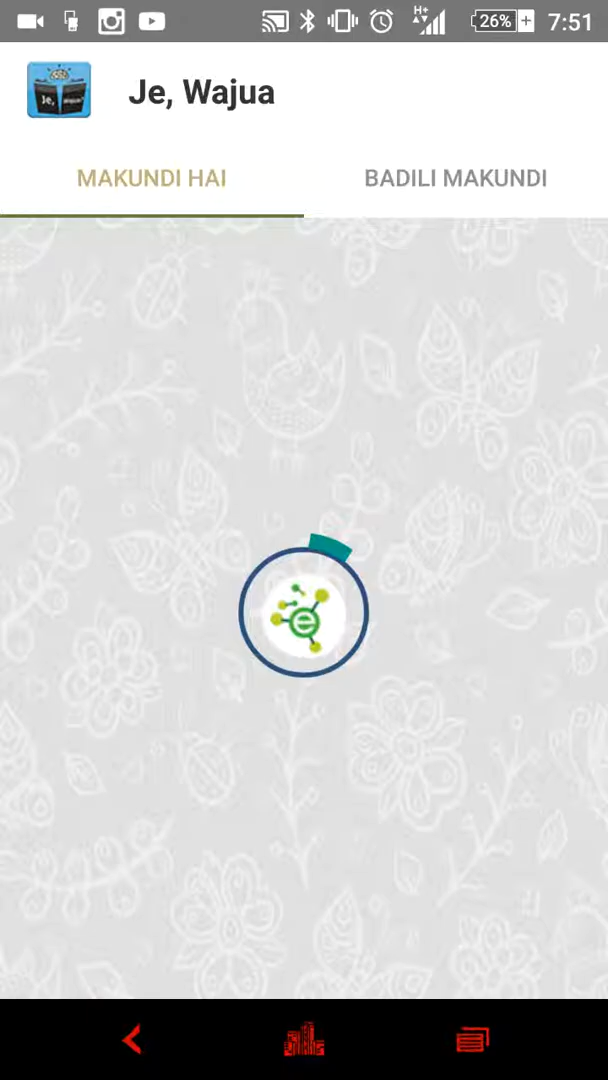 H+
26%
7:51
Je, Wajua
MAKUNDI HAI
BADILI MAKUNDI